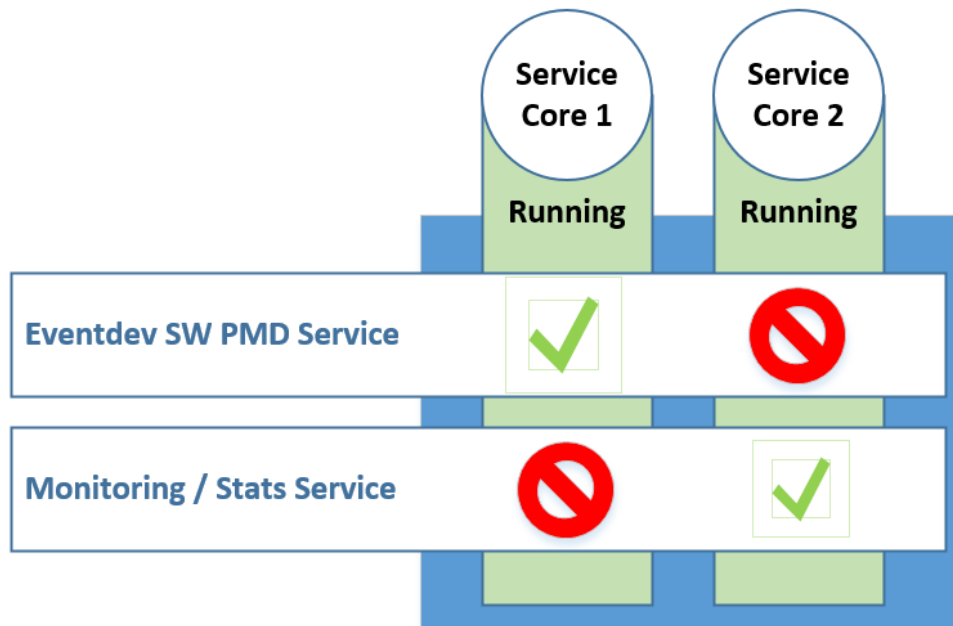 Service
Core 1
Service
Core 2
Running
Running
Eventdev SW PMD Service
Monitoring / Stats Service